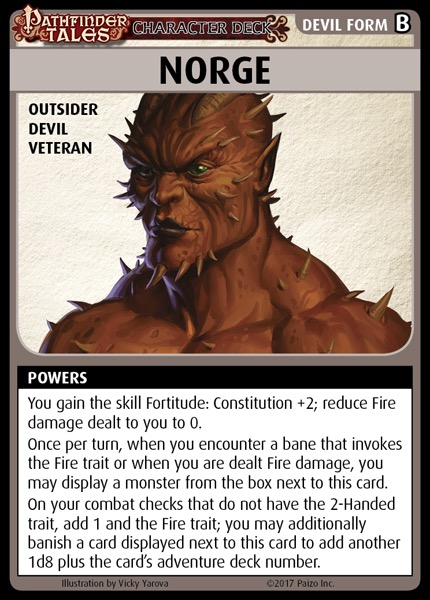 PATHFINDER TALES CHARACTER DECK DEVIL FORM B
NORGE
OUTSIDER
DEVIL
VETERAN
POWERS
You gain the skill Fortitude: Constitution +2; reduce Fire
damage dealt to you to 0.
Once per turn, when you encounter a bane that invokes
the Fire trait or when you are dealt Fire damage, you
may display a monster from the box next to this card.
On your combat checks that do not have the 2-Handed
trait, add 1 and the Fire trait; you may additionally
banish a card displayed next to this card to add another
1d8 plus the card's adventure deck number.
Illustration by Vicky Yarova ©2017 Paizo Inc.